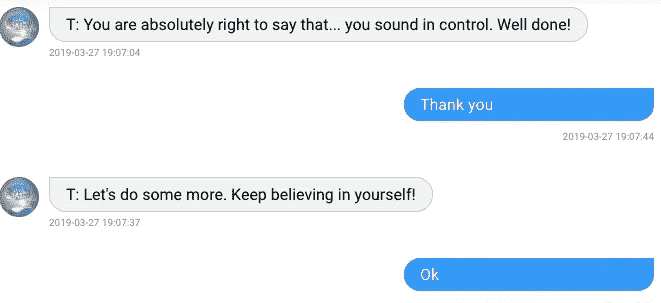 T: You are absolutely right to say that... you sound in control. Well done!
2019-03-27 19:07:04
Thank you
2019-03-27 19:07:44
T: Let's do some more. Keep believing in yourself!
2019-03-27 19:07:37
Ok